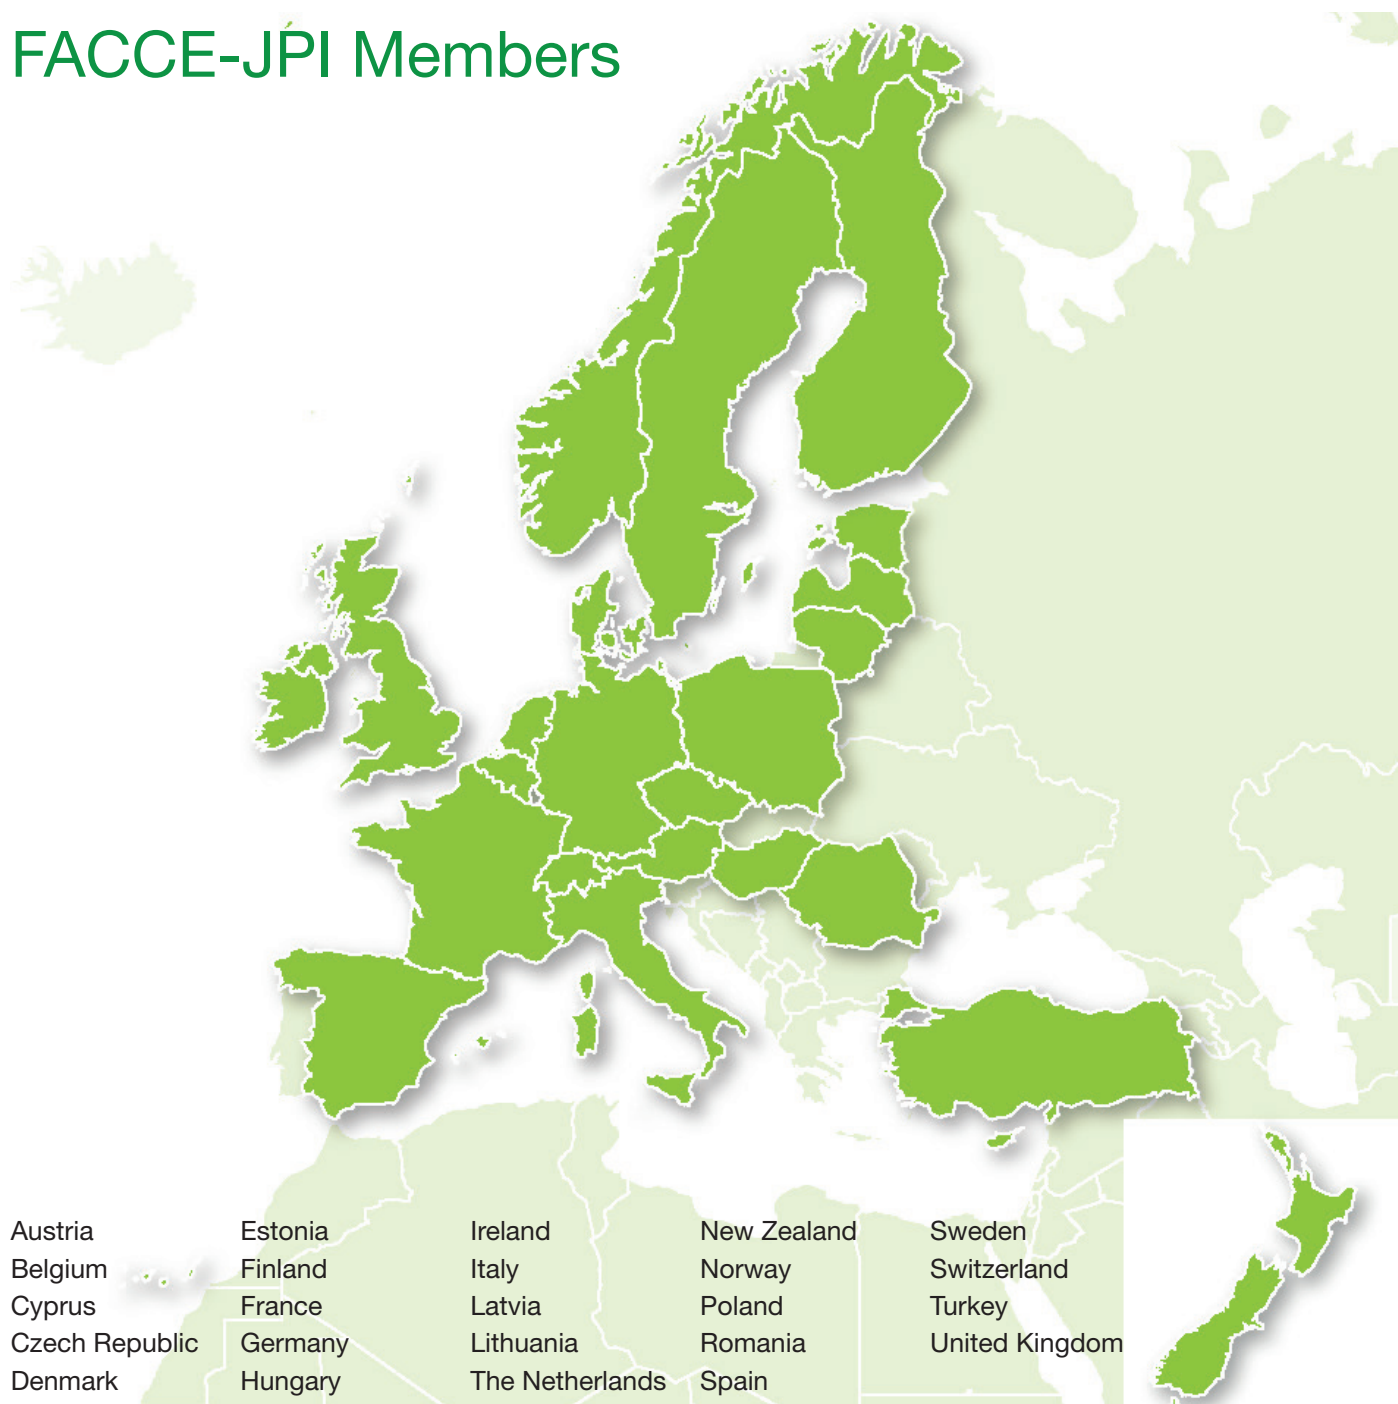 FACCE-JPI Members
Austria
Belgium
Cyprus
Czech Republic
Denmark
Estonia
Finland
France
Germany
Hungary
Ireland
Italy
Latvia
Lithuania
The Netherlands
New Zealand
Norway
Poland
Romania
Spain
Sweden
Switzerland
Turkey
United Kingdom